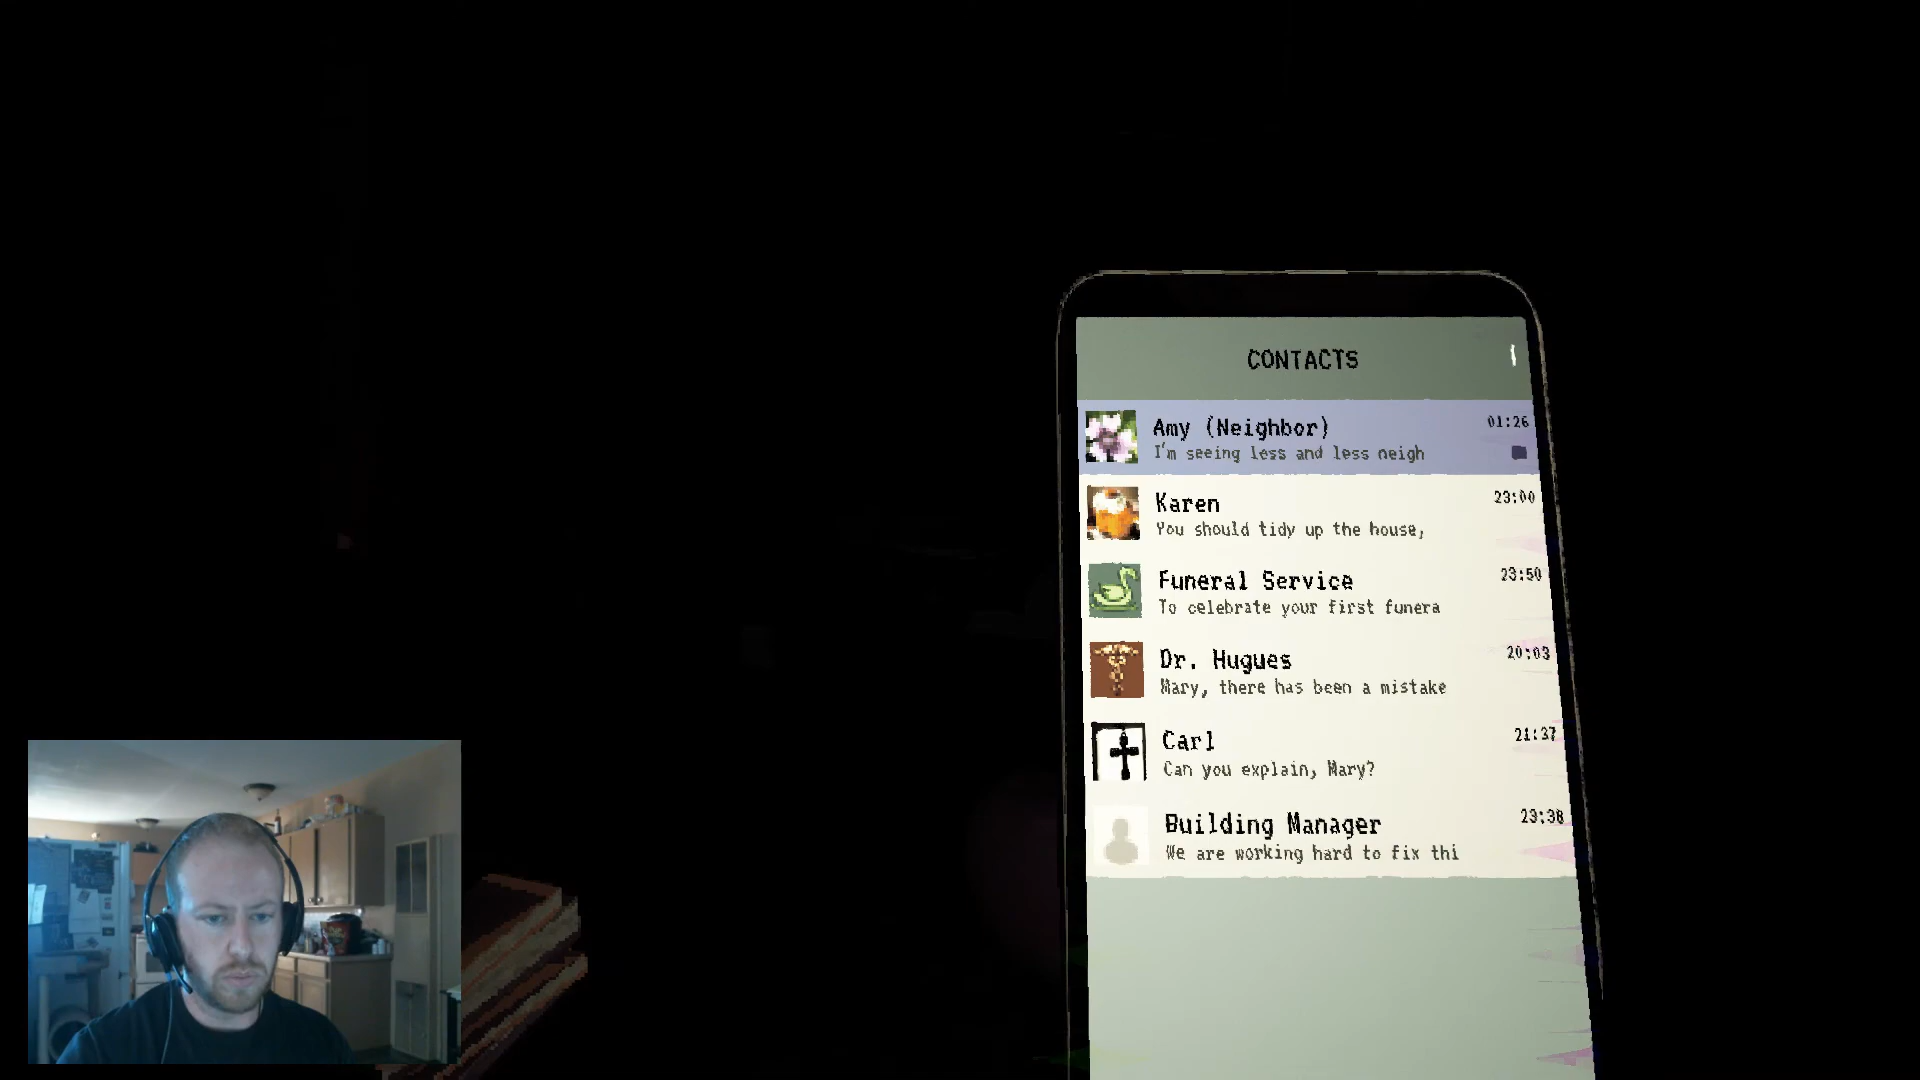 CONTACTS
Amy (Neighbor)
01:26
I'm seeing less and less neigh
Karen
23:00
You should tidy up the house,
Funeral Service
23:50
To celebrate your first funera
Dr. Hugues
20:03
Mary, there has been a mistake
Carl
21:37
Can you explain, Mary?
Building Manager
23:38
We are working hard to fix thi